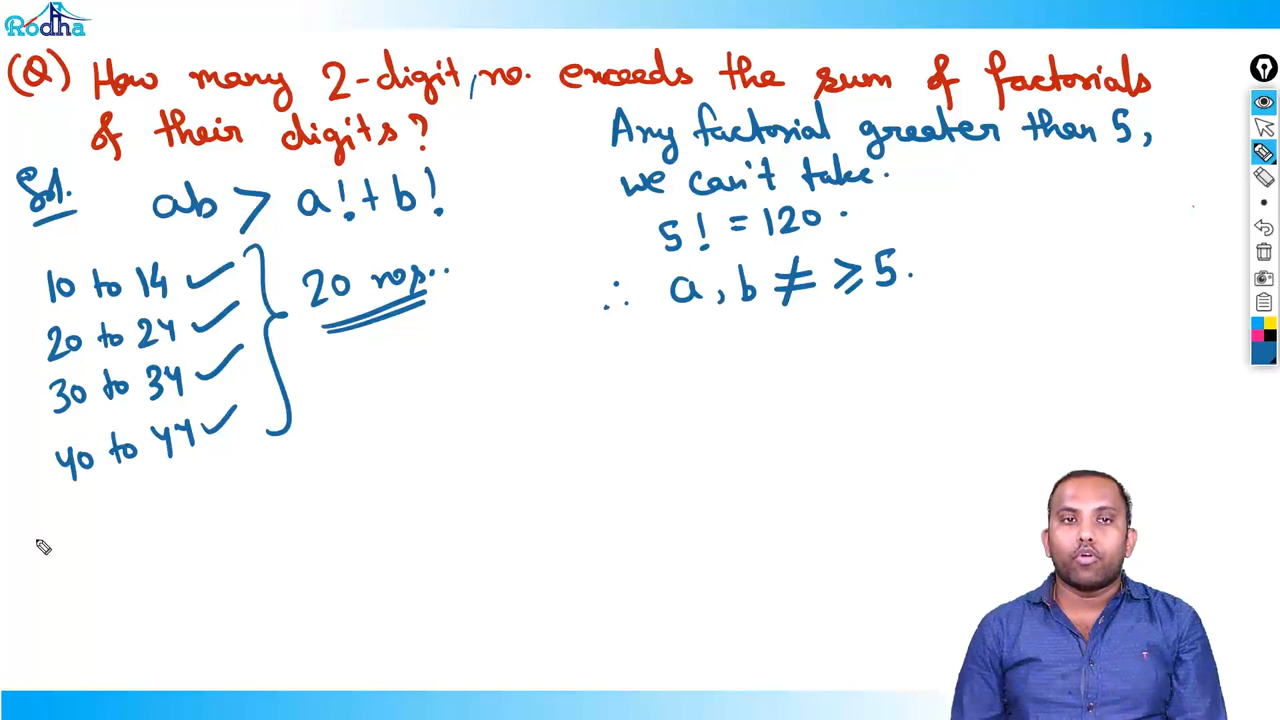 Rodha
(Q) How many 2-digit, no. exceeds the sum of factorials
of their digits?
Sol.
ab > a! + b!
10 to 14 ✓
20 to 24 ✓
30 to 34 ✓
40 to 44 ✓
20 nos..
Any factorial greater then 5,
we can't take.
5! = 120.
∴ a, b ≠ ≥ 5.